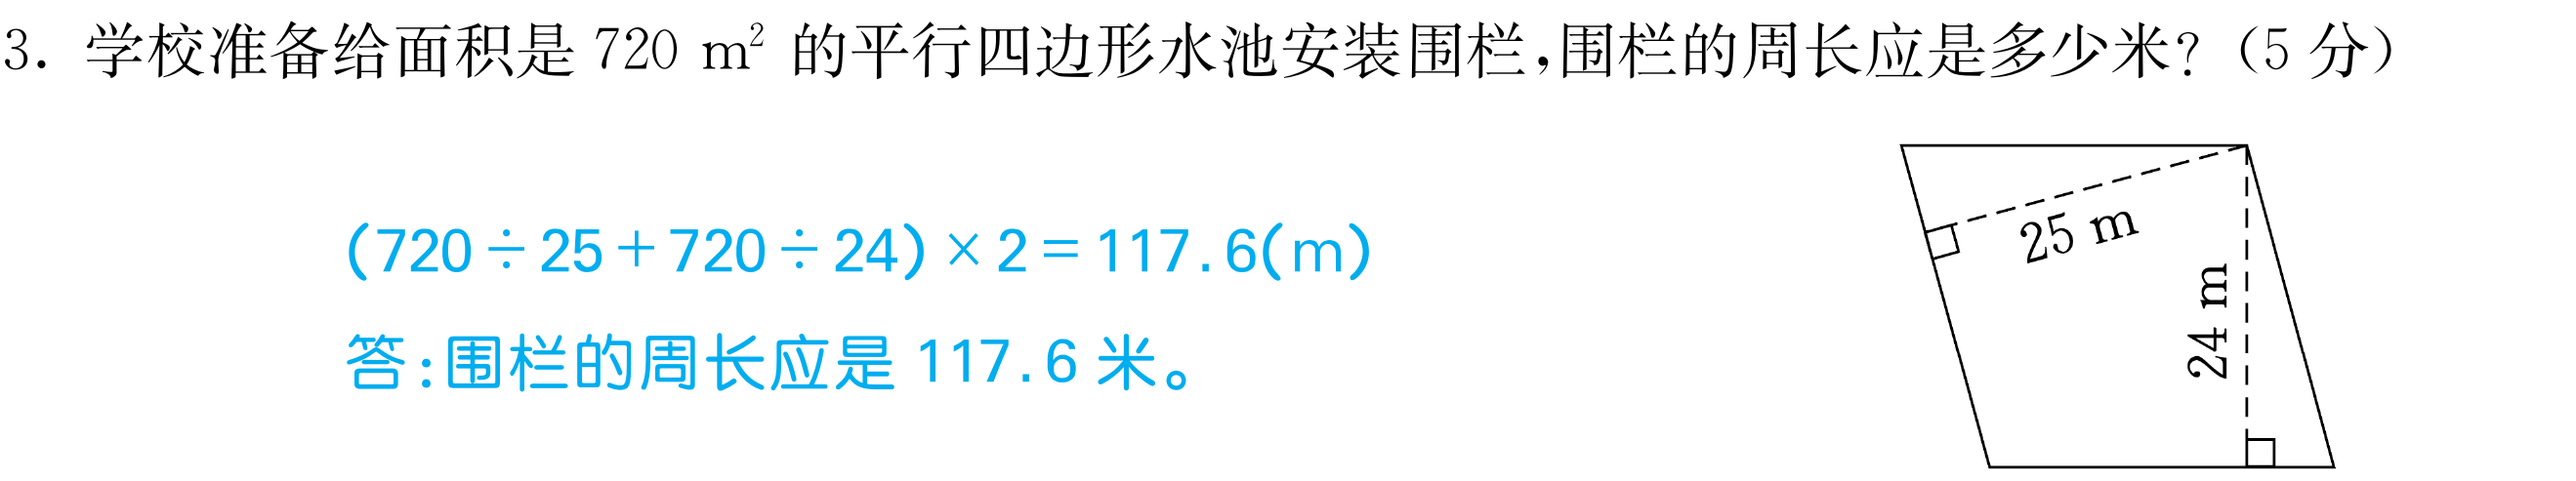 3. 学校准备给面积是 720 m² 的平行四边形水池安装围栏,围栏的周长应是多少米?(5 分)
25 m
24 m
(720÷25+720÷24)×2=117.6(m)
答:围栏的周长应是 117.6 米。